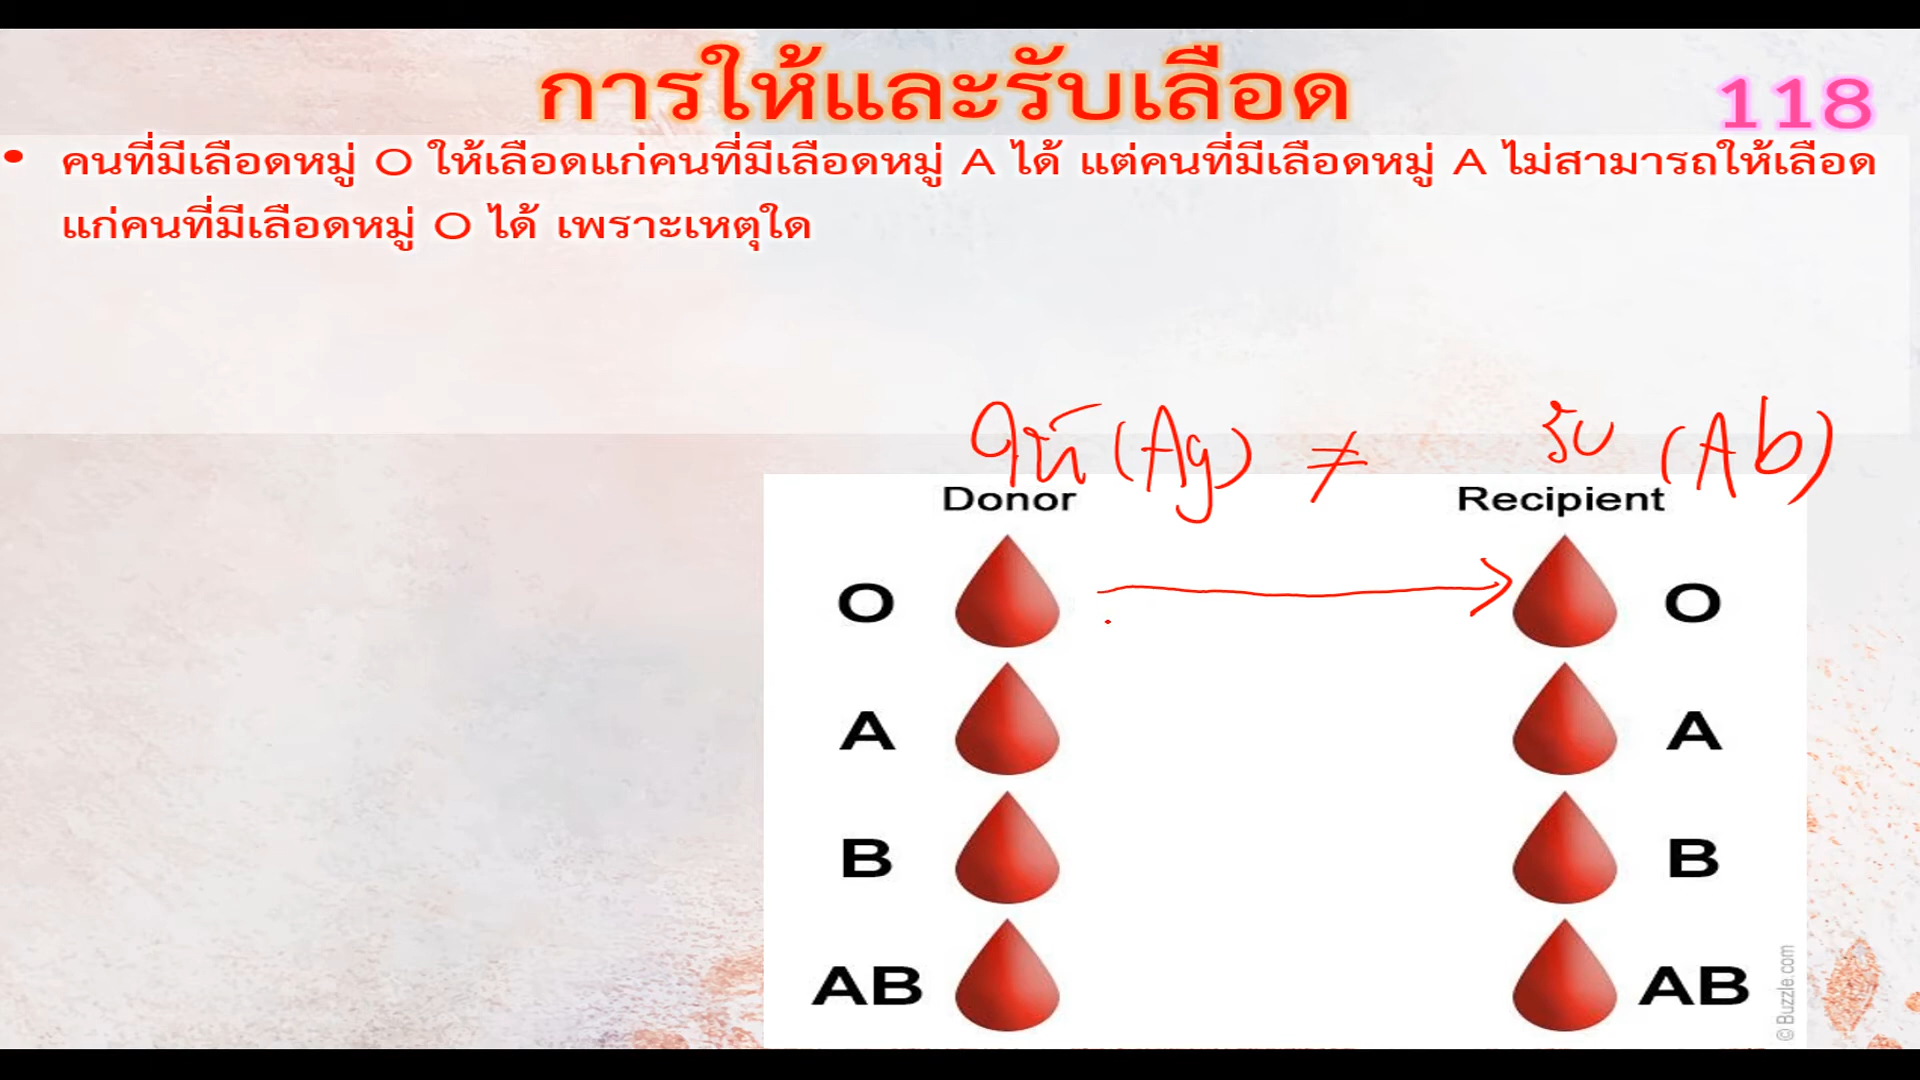 การให้และรับเลือด
118
• คนที่มีเลือดหมู่ O ให้เลือดแก่คนที่มีเลือดหมู่ A ได้ แต่คนที่มีเลือดหมู่ A ไม่สามารถให้เลือด
แก่คนที่มีเลือดหมู่ O ได้ เพราะเหตุใด
ให้ (Ag) ≠ รับ (Ab)
Donor Recipient
O O
A A
B B
AB AB
© Buzzle.com